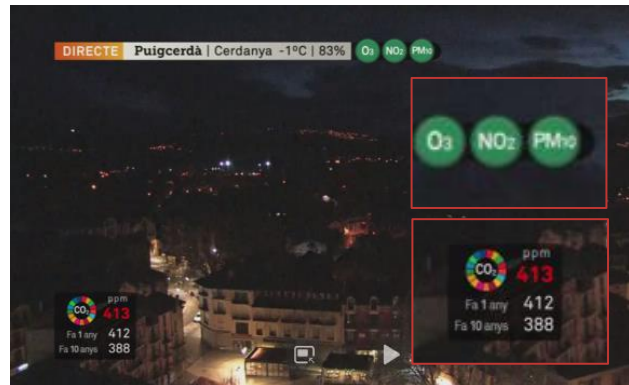 DIRECTE Puigcerdà | Cerdanya -1ºC | 83% O3 NO2 PM10
O3 NO2 PM10
ppm
CO2 413
Fa 1 any 412
Fa 10 anys 388
ppm
CO2 413
Fa 1 any 412
Fa 10 anys 388